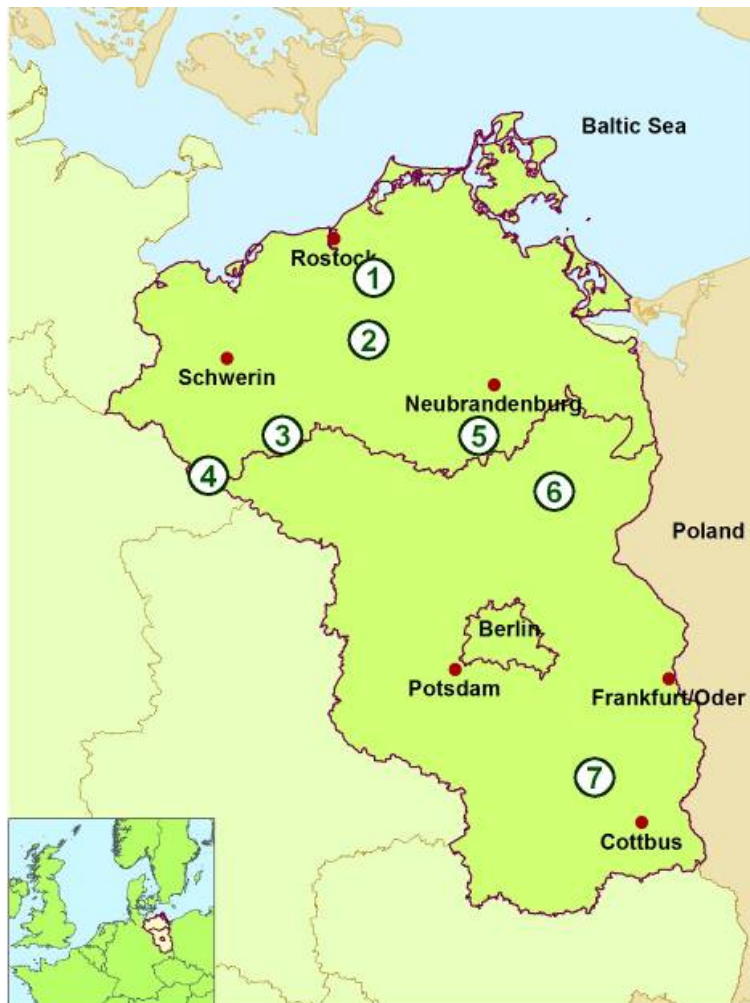 Baltic Sea
Rostock
1
2
Schwerin
Neubrandenburg
3
5
4
6
Poland
Berlin
Potsdam
Frankfurt/Oder
7
Cottbus